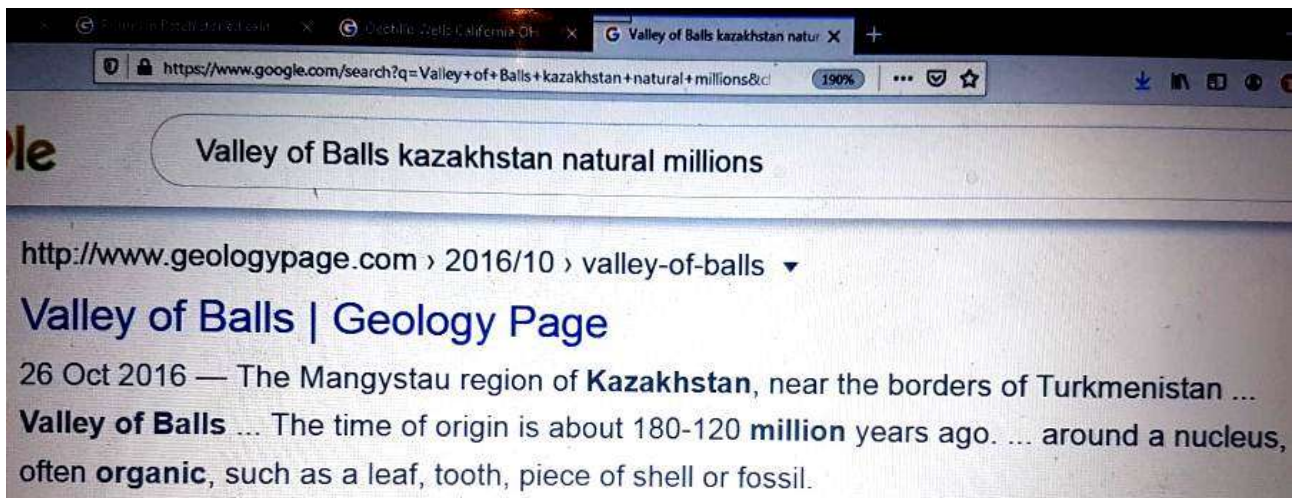 Valley of Balls kazakhstan natur
https://www.google.com/search?q=Valley+of+Balls+kazakhstan+natural+millions&c
190%
le
Valley of Balls kazakhstan natural millions
http://www.geologypage.com › 2016/10 › valley-of-balls
Valley of Balls | Geology Page
26 Oct 2016 — The Mangystau region of Kazakhstan, near the borders of Turkmenistan ...
Valley of Balls ... The time of origin is about 180-120 million years ago. ... around a nucleus,
often organic, such as a leaf, tooth, piece of shell or fossil.